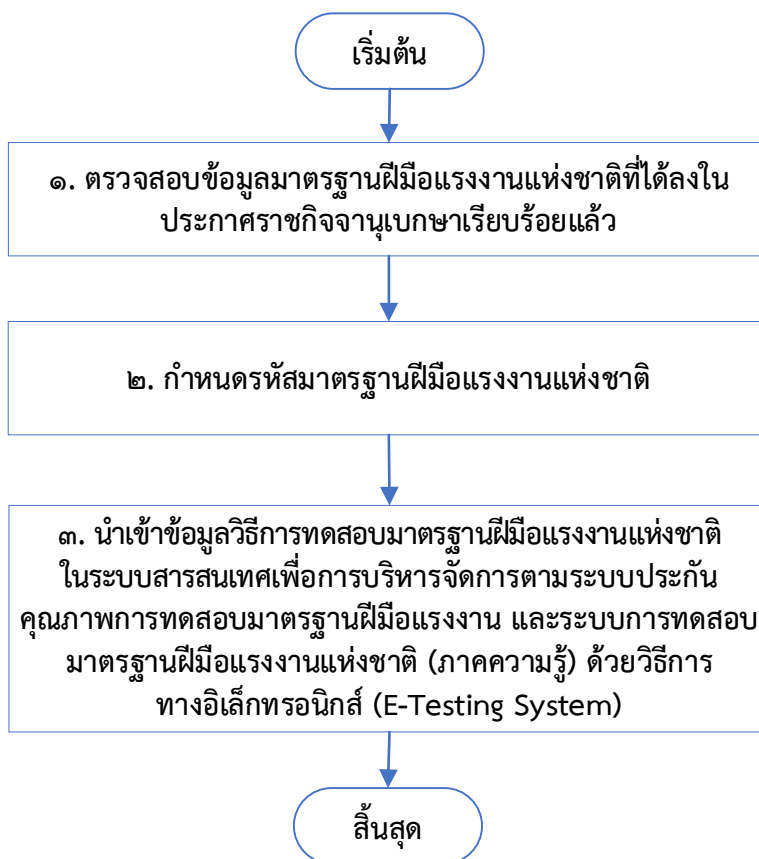 เริ่มต้น
๑. ตรวจสอบข้อมูลมาตรฐานฝีมือแรงงานแห่งชาติที่ได้ลงใน
ประกาศราชกิจจานุเบกษาเรียบร้อยแล้ว
๒. กำหนดรหัสมาตรฐานฝีมือแรงงานแห่งชาติ
๓. นำเข้าข้อมูลวิธีการทดสอบมาตรฐานฝีมือแรงงานแห่งชาติ
ในระบบสารสนเทศเพื่อการบริหารจัดการตามระบบประกัน
คุณภาพการทดสอบมาตรฐานฝีมือแรงงาน และระบบการทดสอบ
มาตรฐานฝีมือแรงงานแห่งชาติ (ภาคความรู้) ด้วยวิธีการ
ทางอิเล็กทรอนิกส์ (E-Testing System)
สิ้นสุด